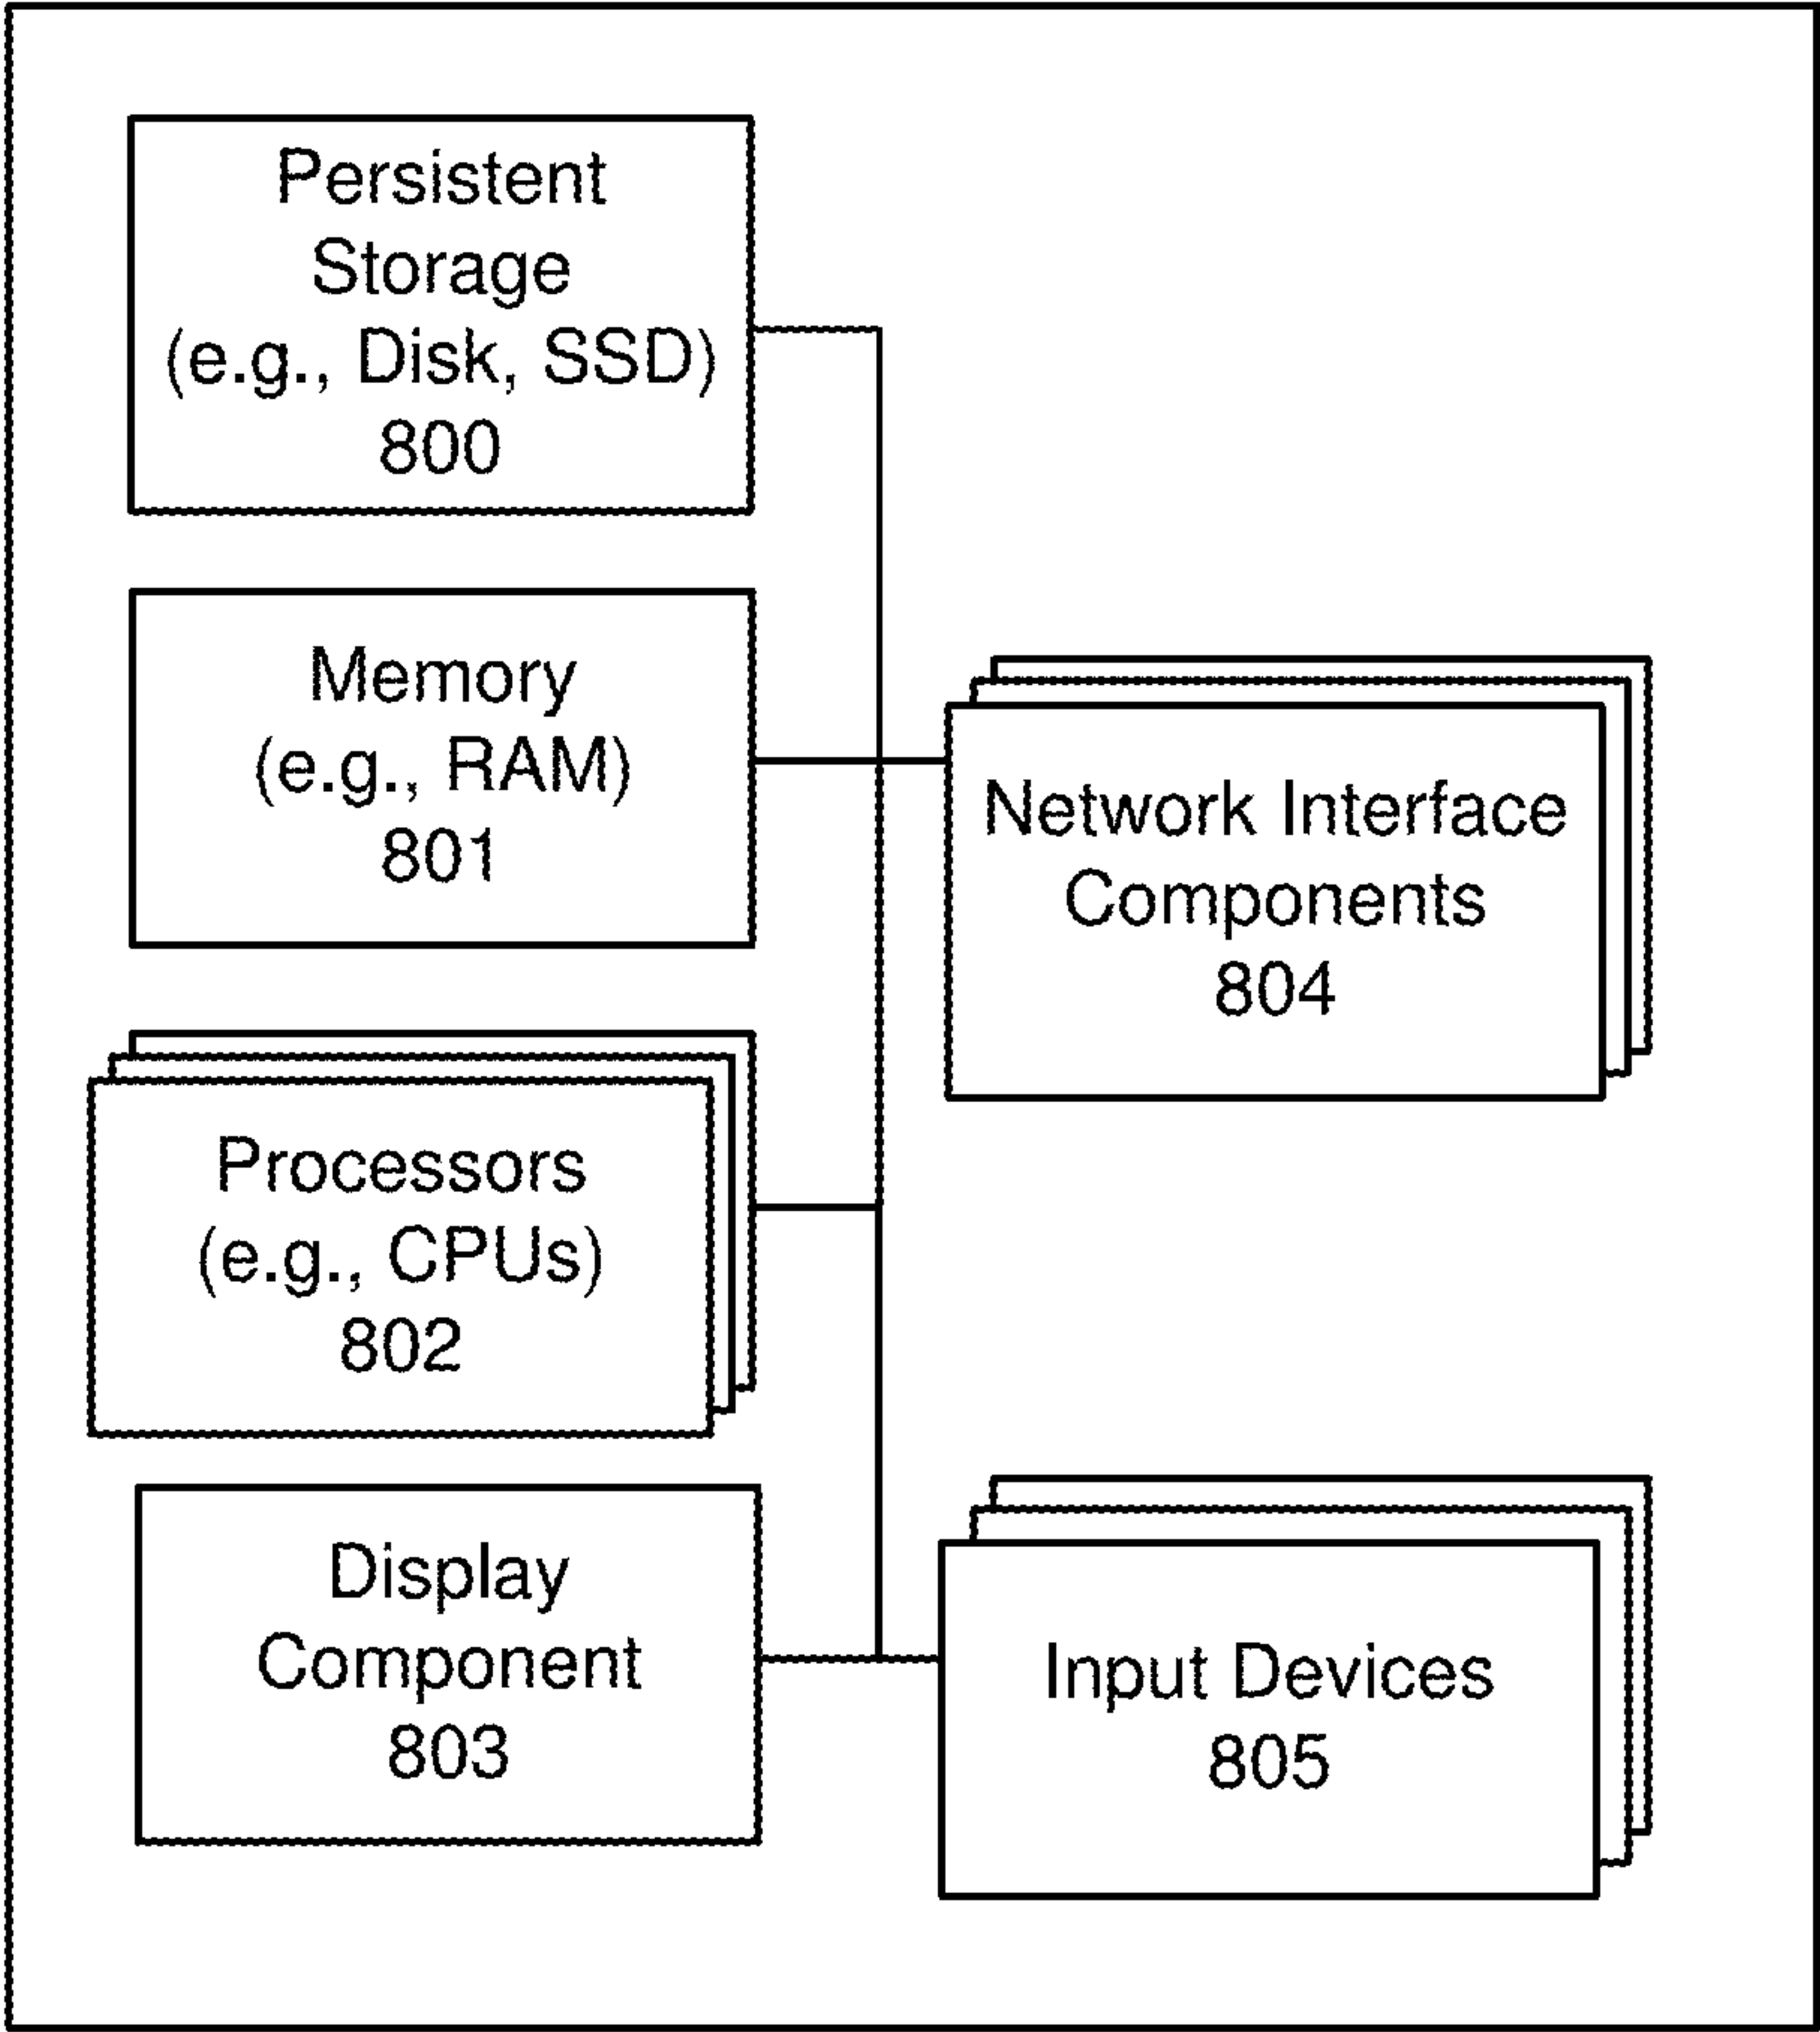 Persistent
Storage
(e.g., Disk, SSD)
800
Memory
(e.g., RAM)
801
Processors
(e.g., CPUs)
802
Display
Component
803
Network Interface
Components
804
Input Devices
805